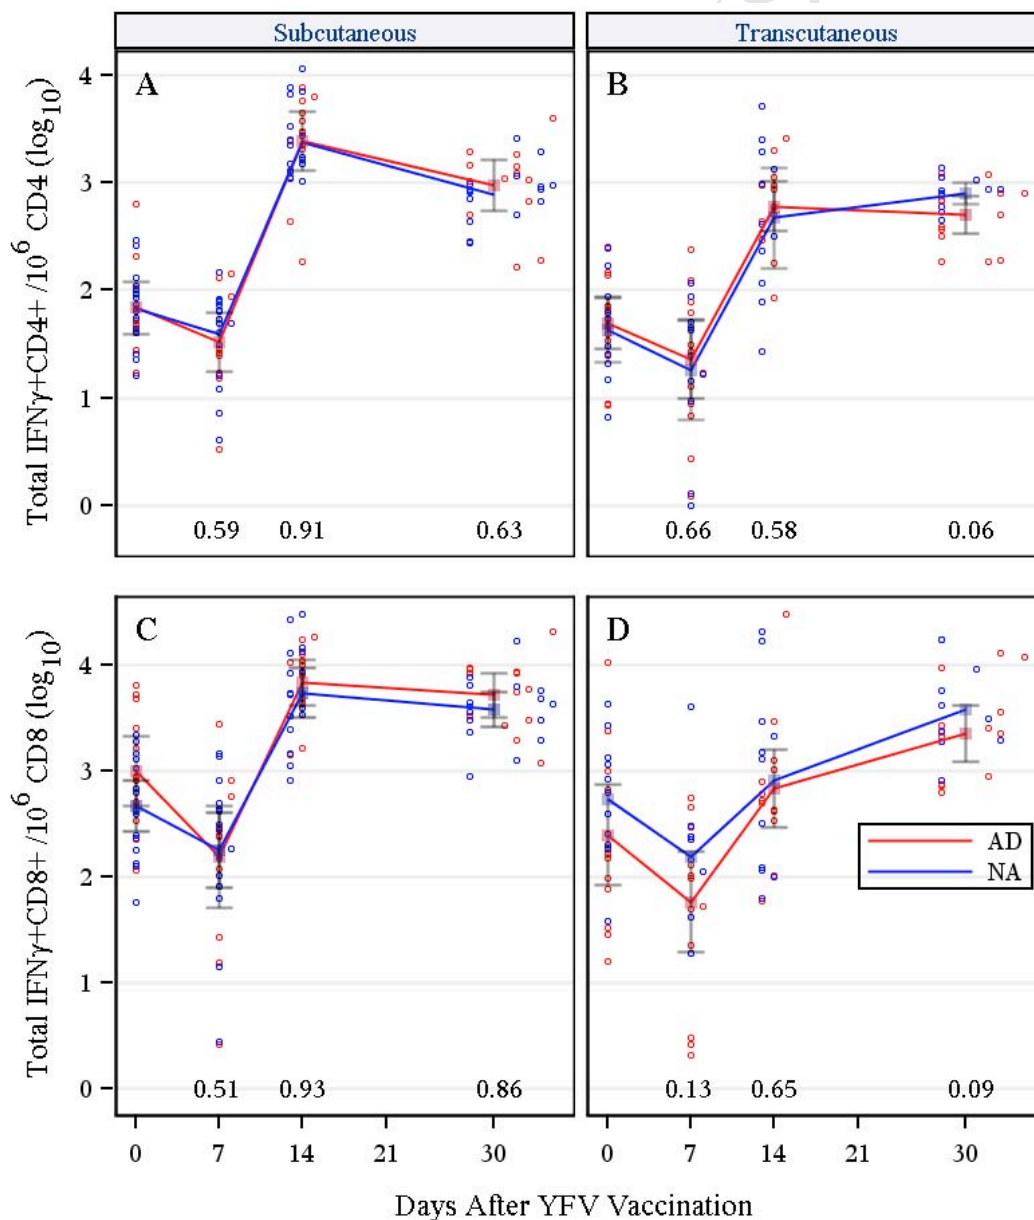 Subcutaneous Transcutaneous
A B
Total IFNγ+CD4+ /10^6 CD4 (log10)
4
3
2
1
0
0.59 0.91 0.63 0.66 0.58 0.06
C D
Total IFNγ+CD8+ /10^6 CD8 (log10)
4
3
2
1
0
AD
NA
0.51 0.93 0.86 0.13 0.65 0.09
0 7 14 21 30 0 7 14 21 30
Days After YFV Vaccination